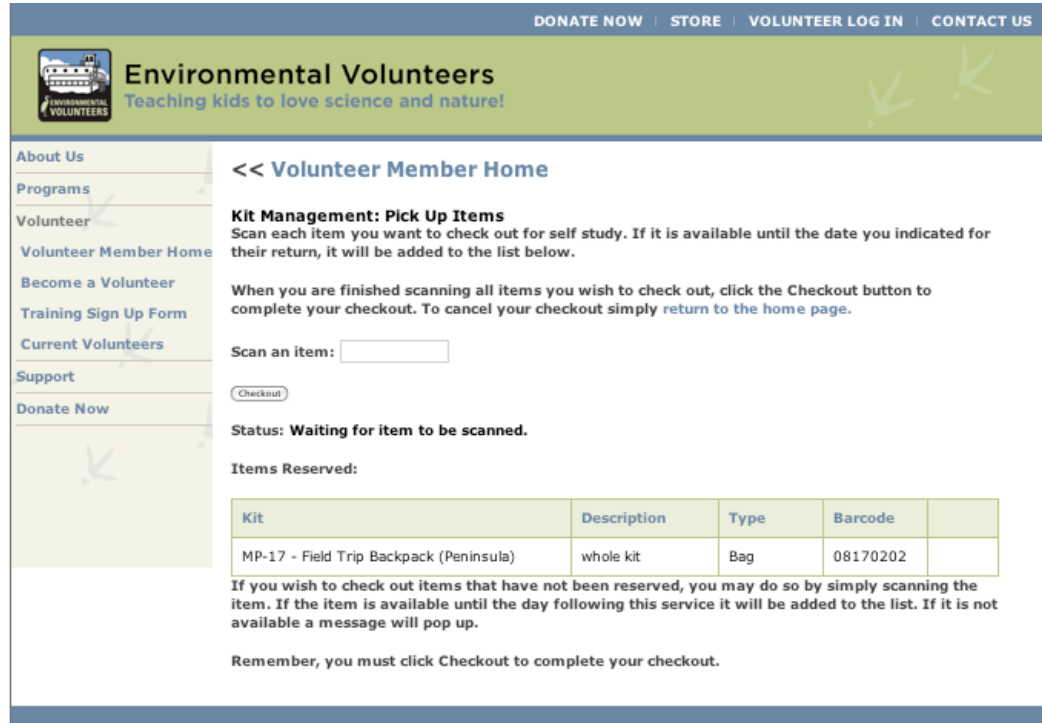 DONATE NOW | STORE | VOLUNTEER LOG IN | CONTACT US
ENVIRONMENTAL
VOLUNTEERS
Environmental Volunteers
Teaching kids to love science and nature!
About Us
Programs
Volunteer
Volunteer Member Home
Become a Volunteer
Training Sign Up Form
Current Volunteers
Support
Donate Now
<< Volunteer Member Home
Kit Management: Pick Up Items
Scan each item you want to check out for self study. If it is available until the date you indicated for
their return, it will be added to the list below.
When you are finished scanning all items you wish to check out, click the Checkout button to
complete your checkout. To cancel your checkout simply return to the home page.
Scan an item:
Checkout
Status: Waiting for item to be scanned.
Items Reserved:
Kit Description Type Barcode
MP-17 - Field Trip Backpack (Peninsula) whole kit Bag 08170202
If you wish to check out items that have not been reserved, you may do so by simply scanning the
item. If the item is available until the day following this service it will be added to the list. If it is not
available a message will pop up.
Remember, you must click Checkout to complete your checkout.